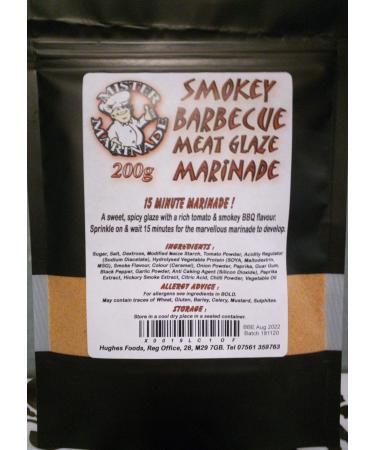 MISTER
MARINADE
200g
SMOKEY
BARBECUE
MEAT GLAZE
MARINADE
15 MINUTE MARINADE !
A sweet, spicy glaze with a rich tomato & smokey BBQ flavour.
Sprinkle on & wait 15 minutes for the marvellous marinade to develop.
INGREDIENTS :
Sugar, Salt, Dextrose, Modified Maize Starch, Tomato Powder, Acidity Regulator
(Sodium Diacetate), Hydrolysed Vegetable Protein (SOYA, Maltodextrin,
MSG), Smoke Flavour, Colour (Caramel), Onion Powder, Paprika, Guar Gum,
Black Pepper, Garlic Powder, Anti Caking Agent (Silicon Dioxide), Paprika
Extract, Hickory Smoke Extract, Citric Acid, Chilli Powder, Vegetable Oil
ALLERGY ADVICE :
For allergens see ingredients in BOLD.
May contain traces of Wheat, Gluten, Barley, Celery, Mustard, Sulphites.
STORAGE :
Store in a cool dry place in a sealed container.
BBE Aug 2022
Batch 181120
X0019LC1OF
Hughes Foods, Reg Office, 28, M29 7GB. Tel 07561 359763